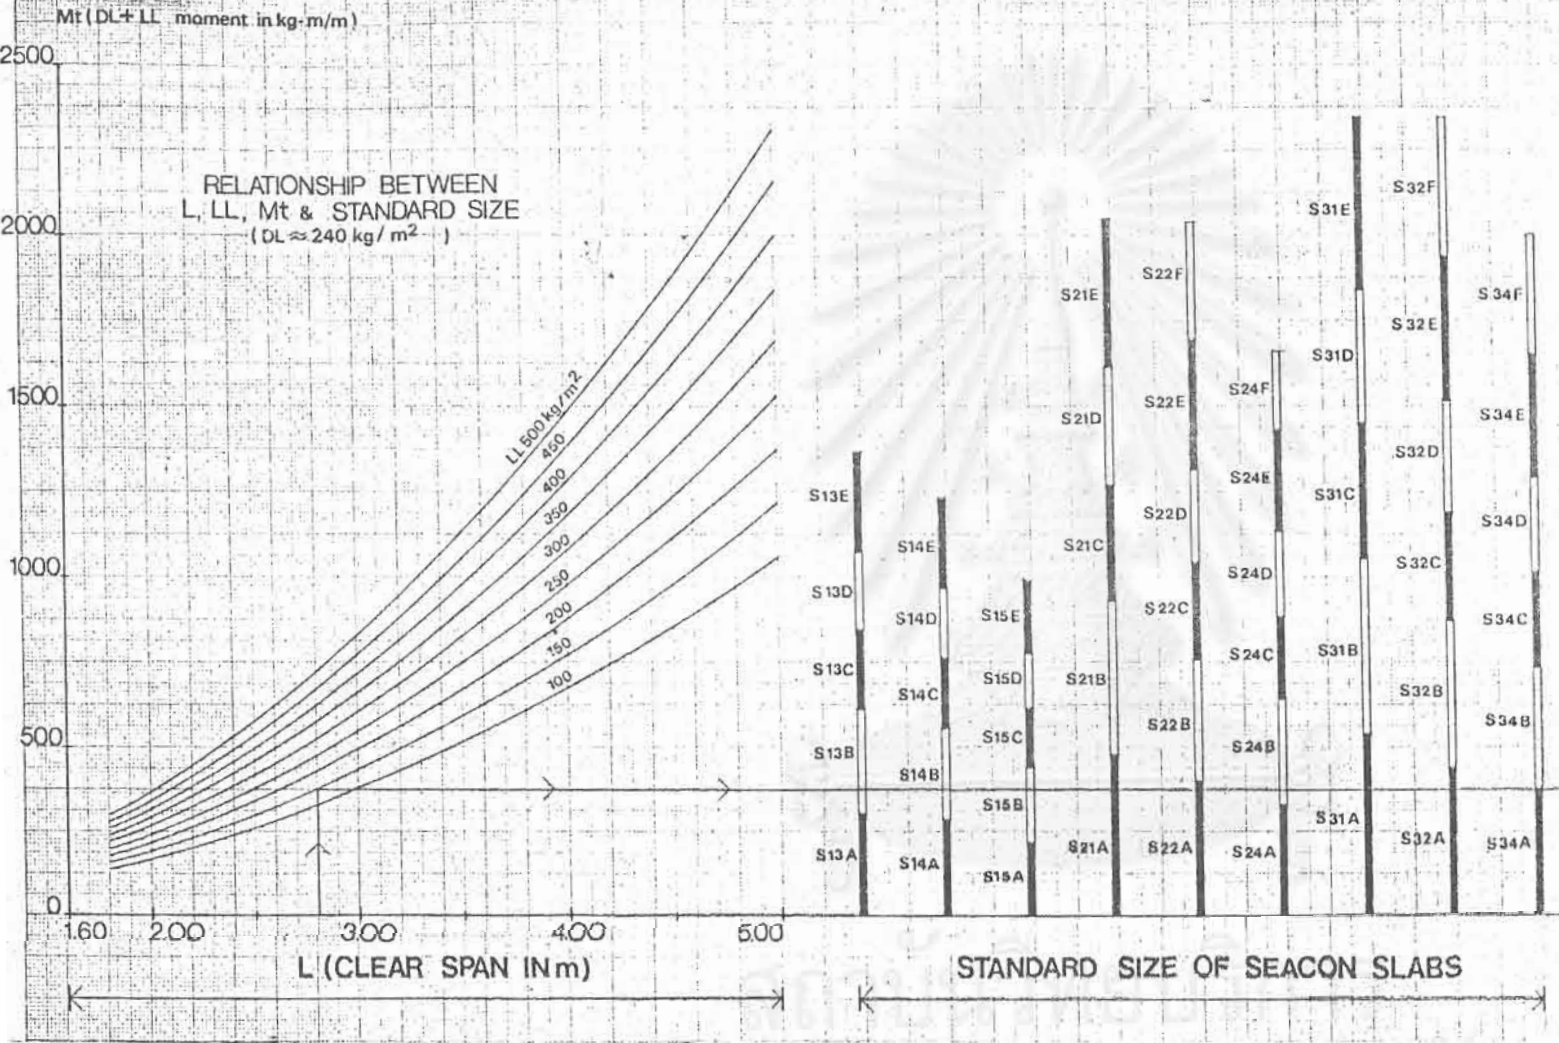 Mt (DL+ LL moment in kg-m/m)
2500
2000
1500
1000
500
0
RELATIONSHIP BETWEEN
L, LL, Mt & STANDARD SIZE
(DL ≈ 240 kg/m² )
LL 500 kg/m²
450
400
350
300
250
200
150
100
1.60 2.00 3.00 4.00 5.00
L (CLEAR SPAN IN m)
S13E
S13D
S13C
S13B
S13A
S14E
S14D
S14C
S14B
S14A
S15E
S15D
S15C
S15B
S15A
S21E
S21D
S21C
S21B
S21A
S22F
S22E
S22D
S22C
S22B
S22A
S24F
S24E
S24D
S24C
S24B
S24A
S31E
S31D
S31C
S31B
S31A
S32F
S32E
S32D
S32C
S32B
S32A
S34F
S34E
S34D
S34C
S34B
S34A
STANDARD SIZE OF SEACON SLABS